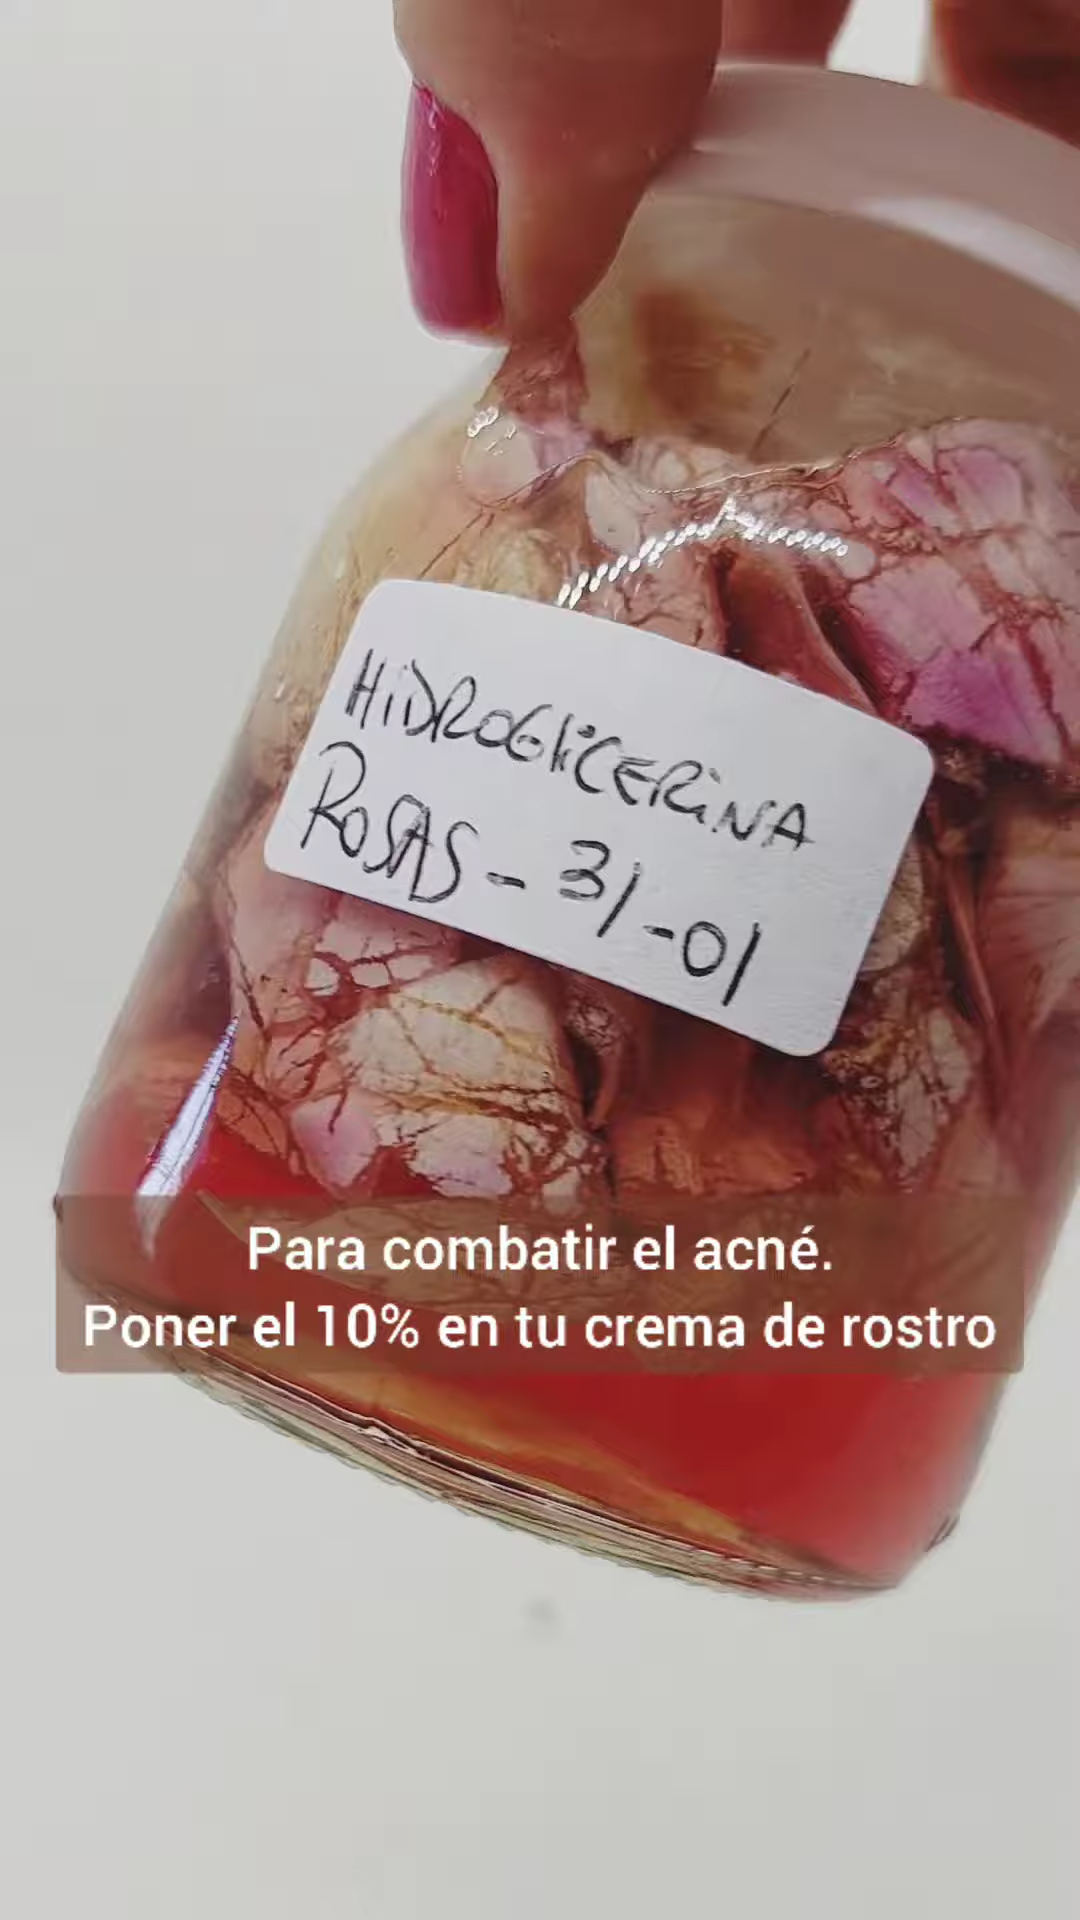 HIDROGLICERINA
ROSAS - 31-01
Para combatir el acné.
Poner el 10% en tu crema de rostro